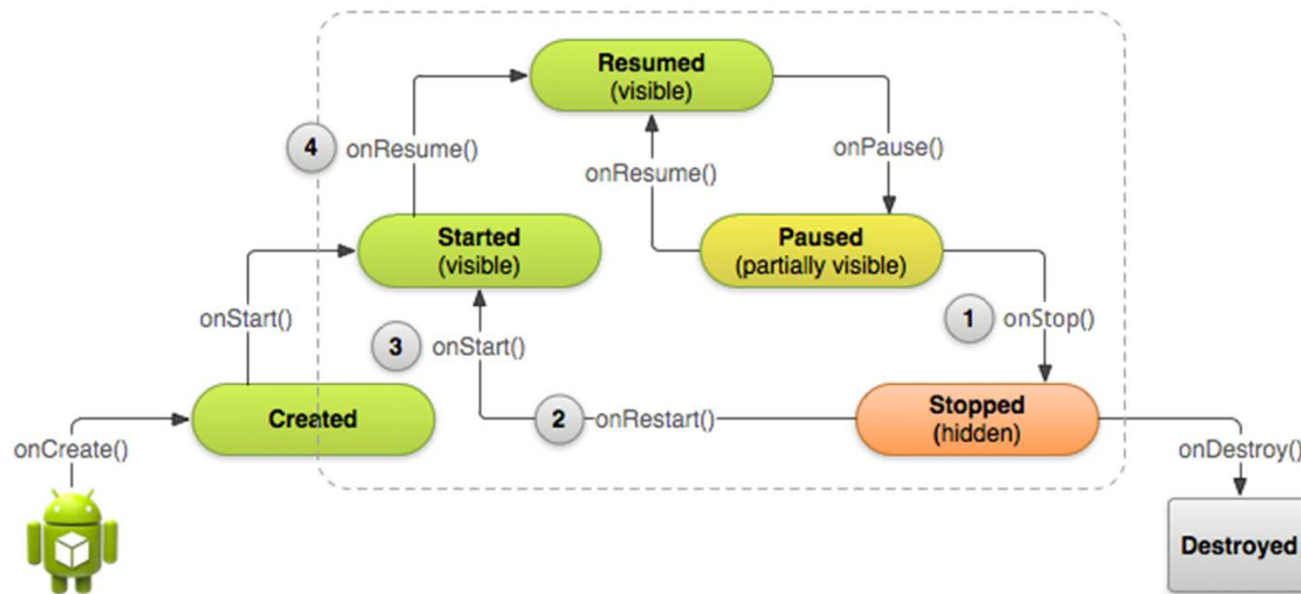 Resumed
(visible)
4
onResume()
onPause()
onResume()
Started
(visible)
Paused
(partially visible)
onStart()
3
onStart()
1
onStop()
Created
2
onRestart()
Stopped
(hidden)
onCreate()
onDestroy()
Destroyed